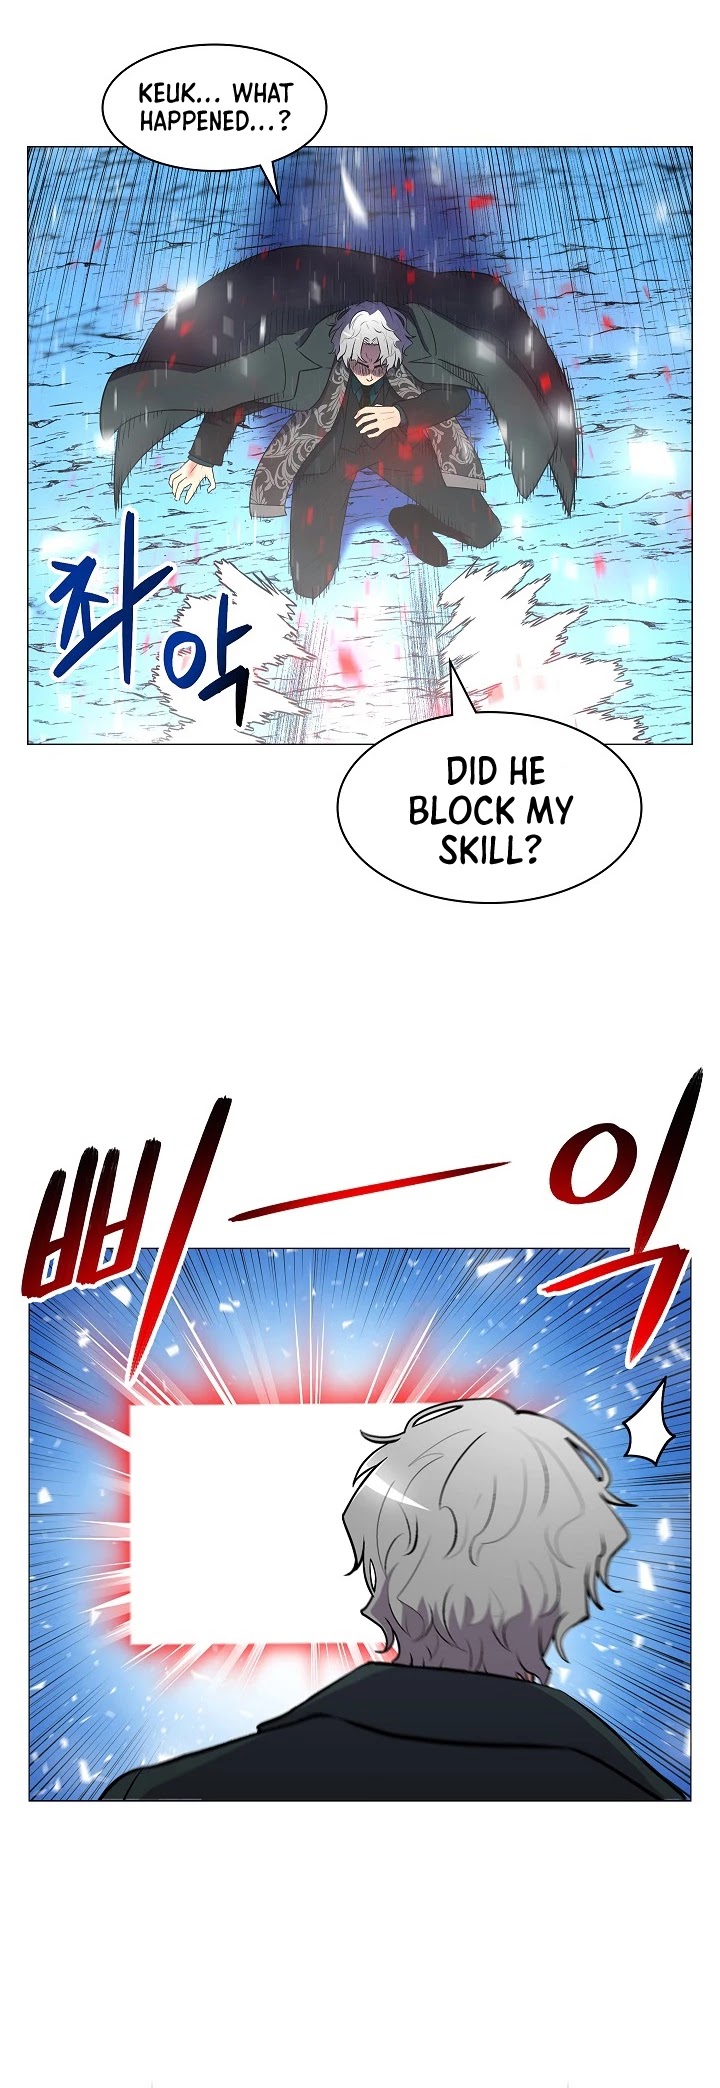 KEUK... WHAT
HAPPENED...?
좌악
DID HE
BLOCK MY
SKILL?
삐—익